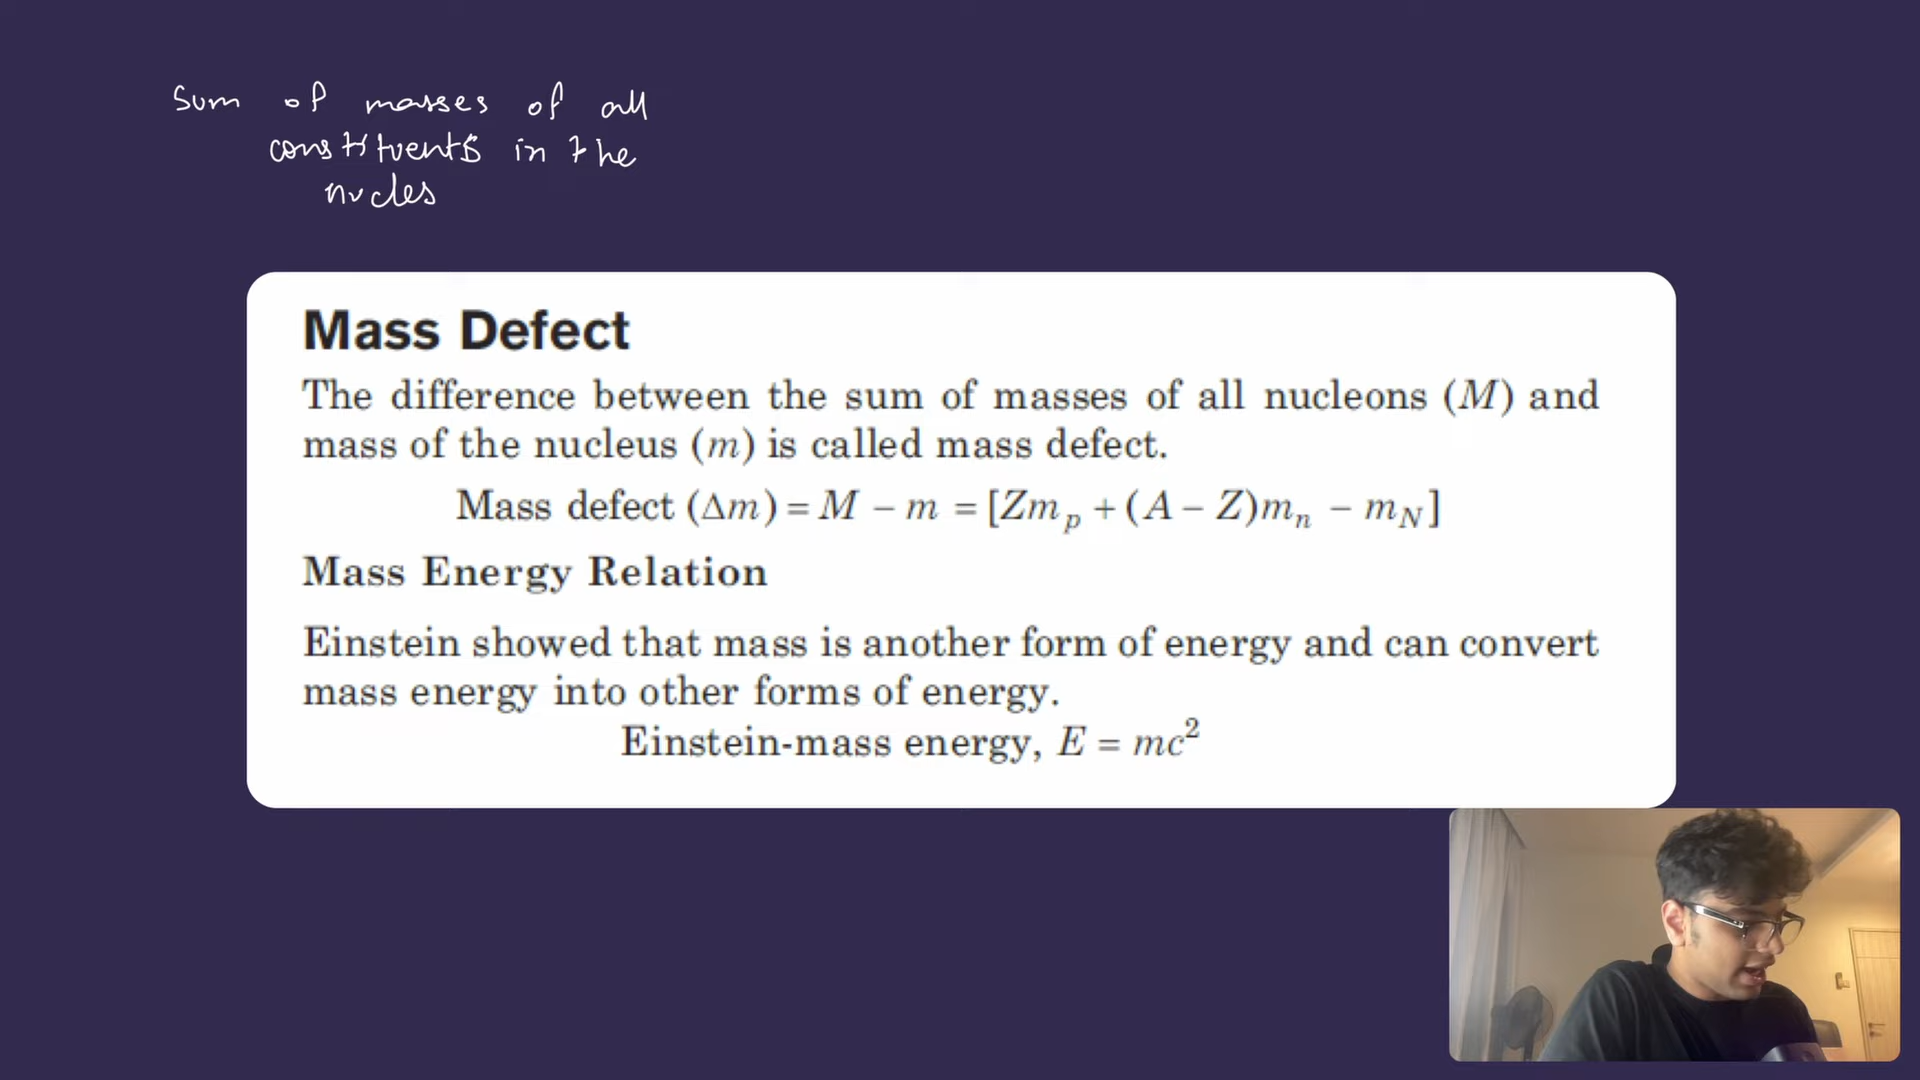 Sum of masses of all
constituents in the
nucles
Mass Defect
The difference between the sum of masses of all nucleons (M) and
mass of the nucleus (m) is called mass defect.
Mass defect (Δm) = M − m = [Zm_p + (A − Z)m_n − m_N]
Mass Energy Relation
Einstein showed that mass is another form of energy and can convert
mass energy into other forms of energy.
Einstein-mass energy, E = mc²